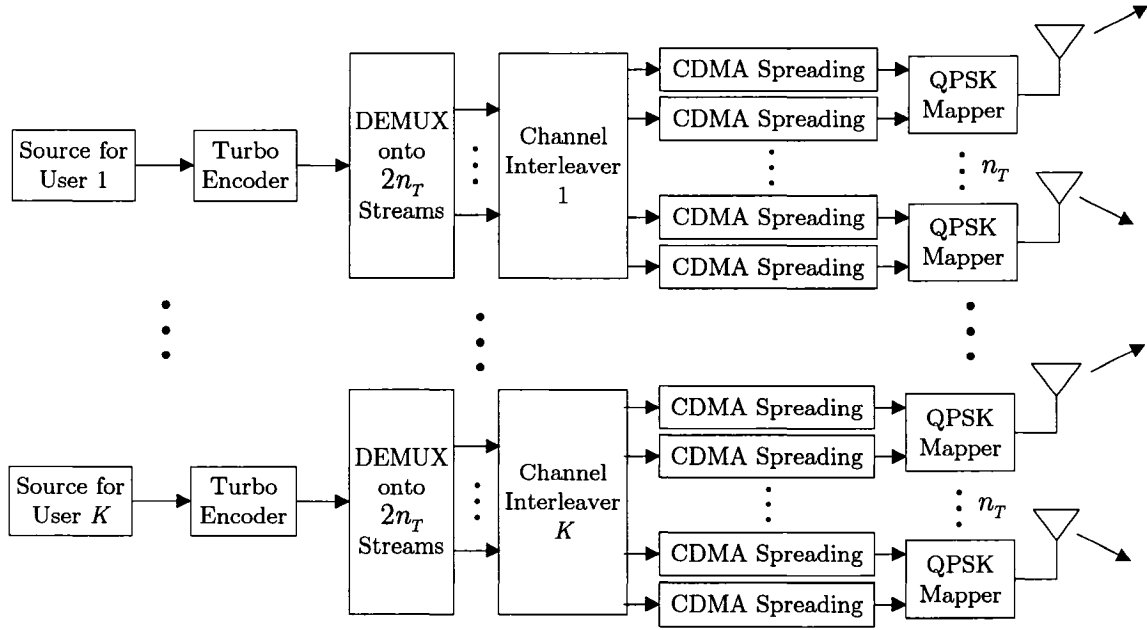 Source for
User 1
Turbo
Encoder
DEMUX
onto
2n_T
Streams
Channel
Interleaver
1
CDMA Spreading
CDMA Spreading
CDMA Spreading
CDMA Spreading
QPSK
Mapper
n_T
QPSK
Mapper
Source for
User K
Turbo
Encoder
DEMUX
onto
2n_T
Streams
Channel
Interleaver
K
CDMA Spreading
CDMA Spreading
CDMA Spreading
CDMA Spreading
QPSK
Mapper
n_T
QPSK
Mapper